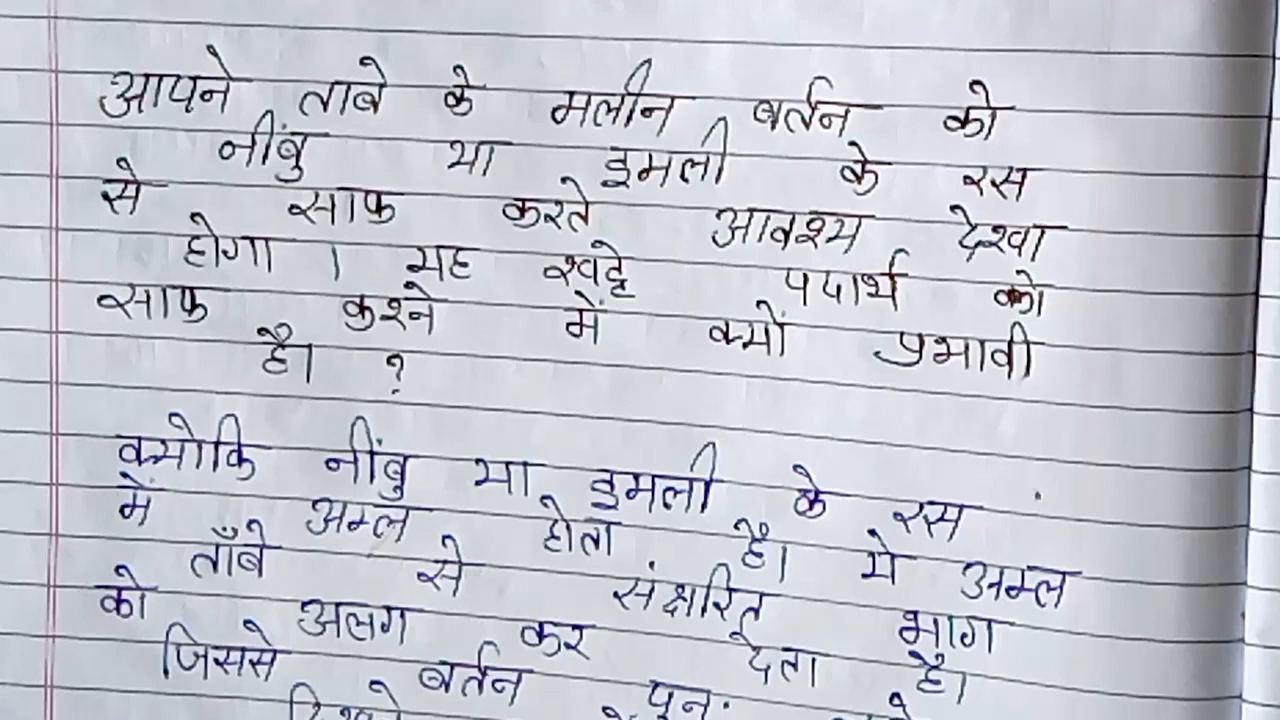 आपने ताबे के मलीन बर्तन को
नींबु या इमली के रस
से साफ करते आवश्य देखा
होगा । यह खट्टे पदार्थ को
साफ करने में क्यों प्रभावी
है। ?
क्योकि नींबु या इमली के रस
में अम्ल होता है। ये अम्ल
ताँबे से संक्षरित भाग
को अलग कर देता है।
जिससे बर्तन पून: